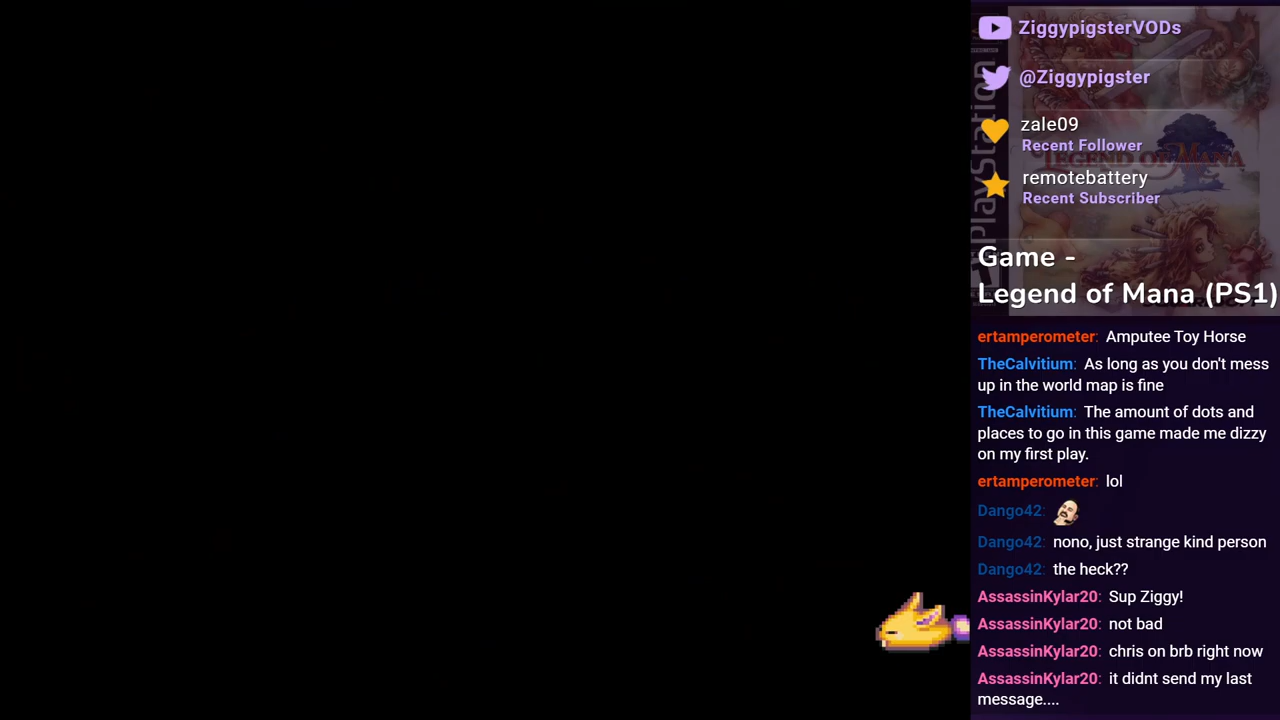 ZiggypigsterVODs
@Ziggypigster
zale09
Recent Follower
remotebattery
Recent Subscriber
PlayStation
LEGEND OF MANA
Game -
Legend of Mana (PS1)
ertamperometer: Amputee Toy Horse
TheCalvitium: As long as you don't mess
up in the world map is fine
TheCalvitium: The amount of dots and
places to go in this game made me dizzy
on my first play.
ertamperometer: lol
Dango42:
Dango42: nono, just strange kind person
Dango42: the heck??
AssassinKylar20: Sup Ziggy!
AssassinKylar20: not bad
AssassinKylar20: chris on brb right now
AssassinKylar20: it didnt send my last
message....